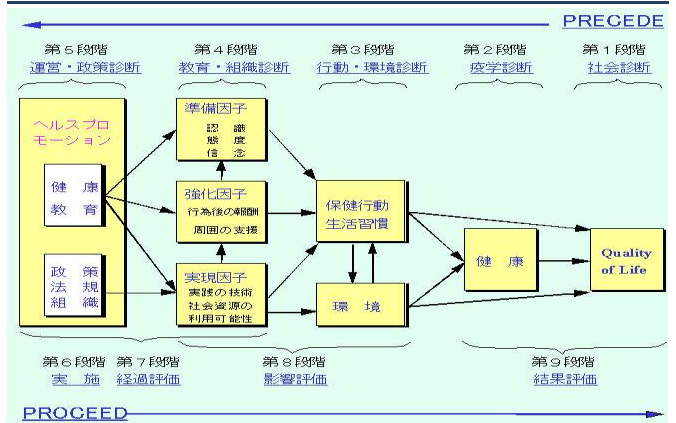 PRECEDE
第5段階
運営・政策診断
第4段階
教育・組織診断
第3段階
行動・環境診断
第2段階
疫学診断
第1段階
社会診断
ヘルスプロ
モーション
健康
教育
政策
法規
組織
準備因子
認識
態度
信念
強化因子
行為後の報酬
周囲の支援
実現因子
実践の技術
社会資源の
利用可能性
保健行動
生活習慣
環境
健康
Quality
of Life
第6段階
実施
第7段階
経過評価
第8段階
影響評価
第9段階
結果評価
PROCEED